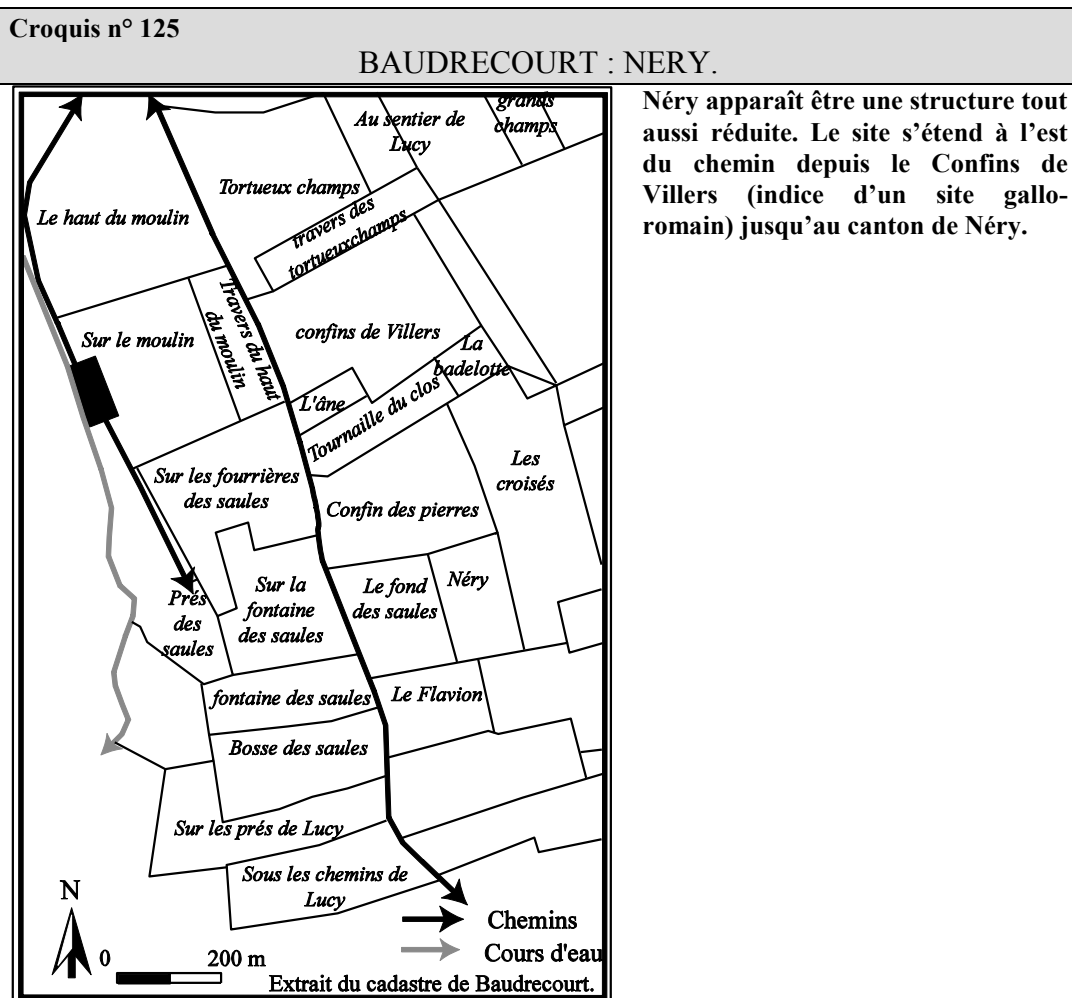 Croquis n° 125
BAUDRECOURT : NERY.
Néry apparaît être une structure tout
aussi réduite. Le site s’étend à l’est
du chemin depuis le Confins de
Villers (indice d’un site gallo-
romain) jusqu’au canton de Néry.
grands
champs
Au sentier de
Lucy
Tortueux champs
Le haut du moulin
travers des
tortueuxchamps
Travers du haut
du moulin
confins de Villers
Sur le moulin
La
badelotte
L'âne
Tournaille du clos
Les
croisés
Sur les fourrières
des saules
Confin des pierres
Sur la
fontaine
des saules
Le fond
des saules
Néry
Prés
des
saules
fontaine des saules
Le Flavion
Bosse des saules
Sur les prés de Lucy
Sous les chemins de
Lucy
N
0 200 m
Chemins
Cours d'eau
Extrait du cadastre de Baudrecourt.